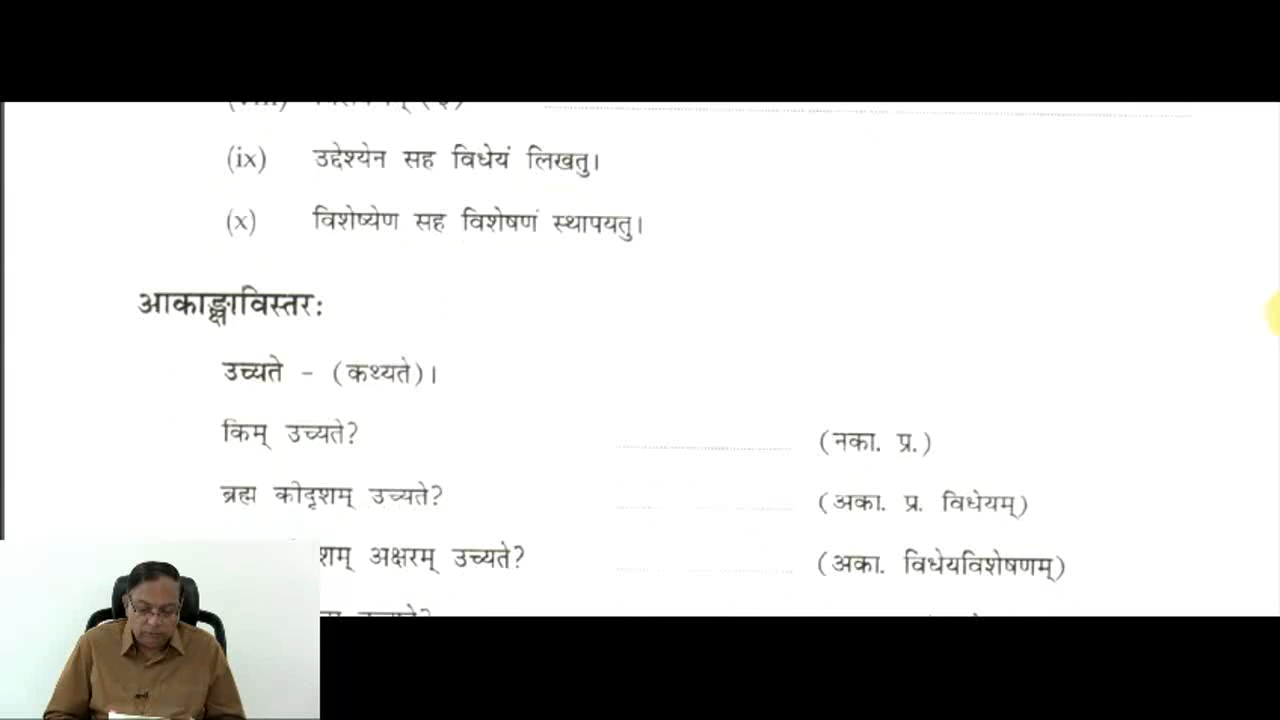 (ix) उद्देश्येन सह विधेयं लिखतु।
(x) विशेष्येण सह विशेषणं स्थापयतु।
आकाङ्क्षाविस्तरः
उच्यते - (कथ्यते)।
किम् उच्यते? (नका. प्र.)
ब्रह्म कीदृशम् उच्यते? (अका. प्र. विधेयम्)
शम् अक्षरम् उच्यते? (अका. विधेयविशेषणम्)